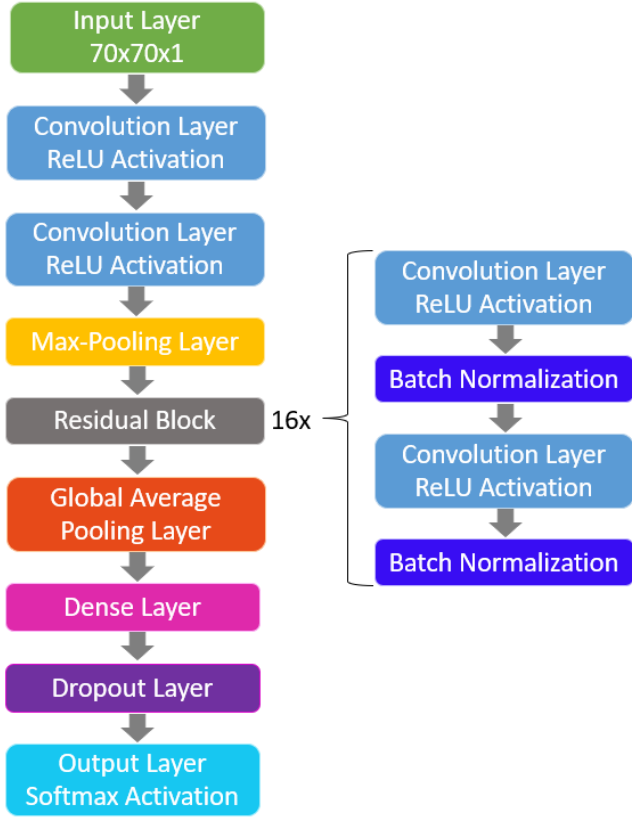 Input Layer
70x70x1
Convolution Layer
ReLU Activation
Convolution Layer
ReLU Activation
Max-Pooling Layer
Residual Block
16x
Global Average
Pooling Layer
Dense Layer
Dropout Layer
Output Layer
Softmax Activation
Convolution Layer
ReLU Activation
Batch Normalization
Convolution Layer
ReLU Activation
Batch Normalization